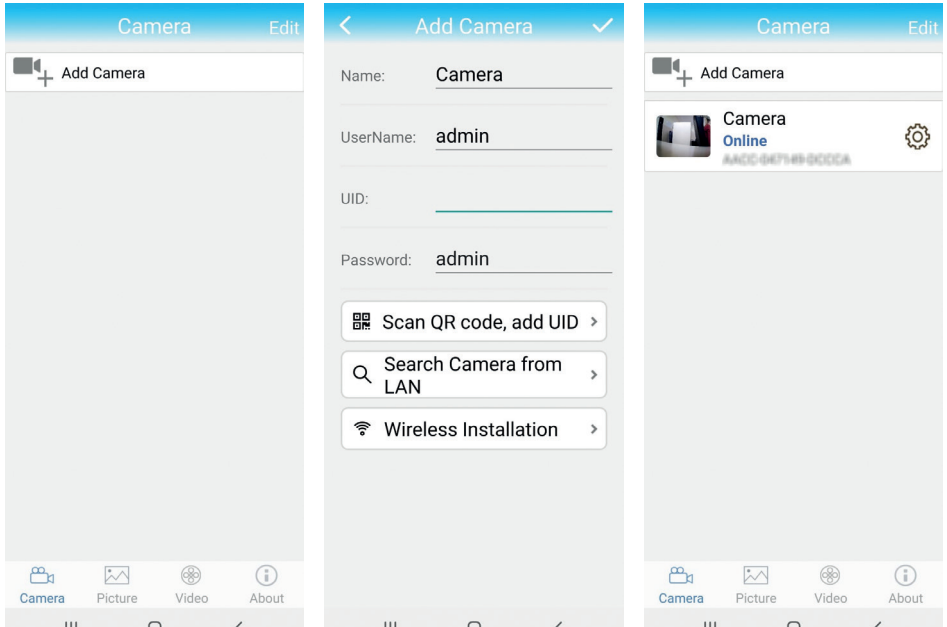 Camera
Edit
Add Camera
Camera
Picture
Video
About
Add Camera
Name: Camera
UserName: admin
UID:
Password: admin
Scan QR code, add UID
Search Camera from
LAN
Wireless Installation
Camera
Edit
Add Camera
Camera
Online
Camera
Picture
Video
About